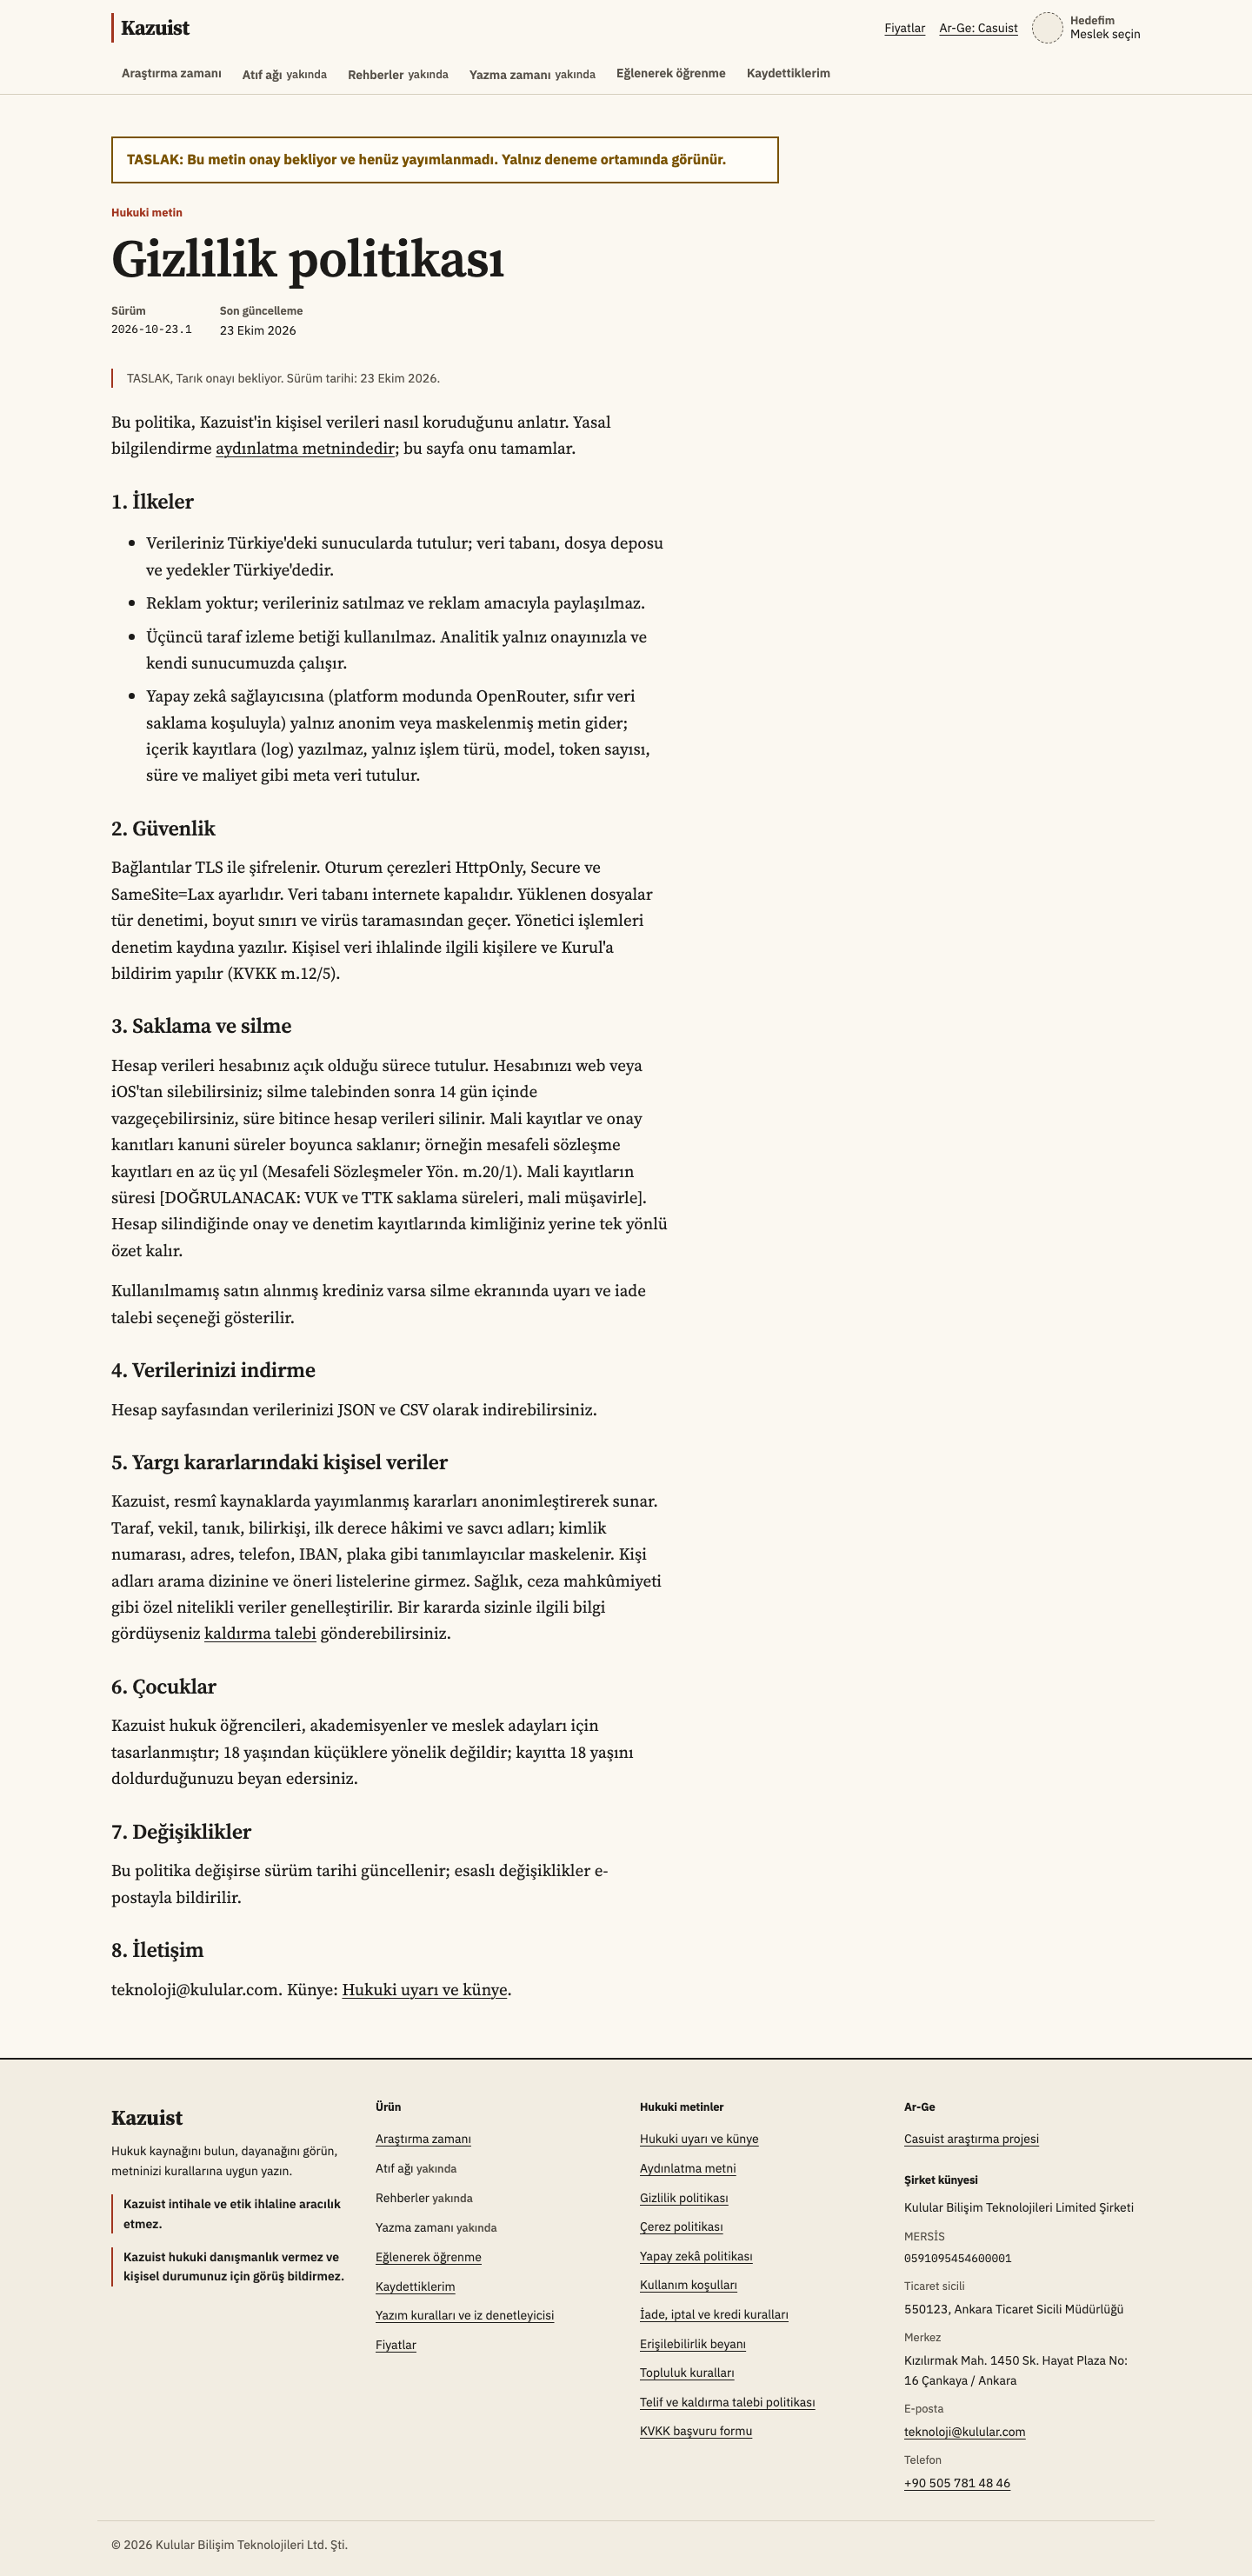 Kazuist
Fiyatlar
Ar-Ge: Casuist
Hedefim
Meslek seçin
Araştırma zamanı
Atıf ağı yakında
Rehberler yakında
Yazma zamanı yakında
Eğlenerek öğrenme
Kaydettiklerim
TASLAK: Bu metin onay bekliyor ve henüz yayımlanmadı. Yalnız deneme ortamında görünür.
Hukuki metin
Gizlilik politikası
Sürüm
2026-10-23.1
Son güncelleme
23 Ekim 2026
TASLAK, Tarık onayı bekliyor. Sürüm tarihi: 23 Ekim 2026.
Bu politika, Kazuist'in kişisel verileri nasıl koruduğunu anlatır. Yasal
bilgilendirme aydınlatma metnindedir; bu sayfa onu tamamlar.
1. İlkeler
• Verileriniz Türkiye'deki sunucularda tutulur; veri tabanı, dosya deposu
ve yedekler Türkiye'dedir.
• Reklam yoktur; verileriniz satılmaz ve reklam amacıyla paylaşılmaz.
• Üçüncü taraf izleme betiği kullanılmaz. Analitik yalnız onayınızla ve
kendi sunucumuzda çalışır.
• Yapay zekâ sağlayıcısına (platform modunda OpenRouter, sıfır veri
saklama koşuluyla) yalnız anonim veya maskelenmiş metin gider;
içerik kayıtlara (log) yazılmaz, yalnız işlem türü, model, token sayısı,
süre ve maliyet gibi meta veri tutulur.
2. Güvenlik
Bağlantılar TLS ile şifrelenir. Oturum çerezleri HttpOnly, Secure ve
SameSite=Lax ayarlıdır. Veri tabanı internete kapalıdır. Yüklenen dosyalar
tür denetimi, boyut sınırı ve virüs taramasından geçer. Yönetici işlemleri
denetim kaydına yazılır. Kişisel veri ihlalinde ilgili kişilere ve Kurul'a
bildirim yapılır (KVKK m.12/5).
3. Saklama ve silme
Hesap verileri hesabınız açık olduğu sürece tutulur. Hesabınızı web veya
iOS'tan silebilirsiniz; silme talebinden sonra 14 gün içinde
vazgeçebilirsiniz, süre bitince hesap verileri silinir. Mali kayıtlar ve onay
kanıtları kanuni süreler boyunca saklanır; örneğin mesafeli sözleşme
kayıtları en az üç yıl (Mesafeli Sözleşmeler Yön. m.20/1). Mali kayıtların
süresi [DOĞRULANACAK: VUK ve TTK saklama süreleri, mali müşavirle].
Hesap silindiğinde onay ve denetim kayıtlarında kimliğiniz yerine tek yönlü
özet kalır.
Kullanılmamış satın alınmış krediniz varsa silme ekranında uyarı ve iade
talebi seçeneği gösterilir.
4. Verilerinizi indirme
Hesap sayfasından verilerinizi JSON ve CSV olarak indirebilirsiniz.
5. Yargı kararlarındaki kişisel veriler
Kazuist, resmî kaynaklarda yayımlanmış kararları anonimleştirerek sunar.
Taraf, vekil, tanık, bilirkişi, ilk derece hâkimi ve savcı adları; kimlik
numarası, adres, telefon, IBAN, plaka gibi tanımlayıcılar maskelenir. Kişi
adları arama dizinine ve öneri listelerine girmez. Sağlık, ceza mahkûmiyeti
gibi özel nitelikli veriler genelleştirilir. Bir kararda sizinle ilgili bilgi
gördüyseniz kaldırma talebi gönderebilirsiniz.
6. Çocuklar
Kazuist hukuk öğrencileri, akademisyenler ve meslek adayları için
tasarlanmıştır; 18 yaşından küçüklere yönelik değildir; kayıtta 18 yaşını
doldurduğunuzu beyan edersiniz.
7. Değişiklikler
Bu politika değişirse sürüm tarihi güncellenir; esaslı değişiklikler e-
postayla bildirilir.
8. İletişim
teknoloji@kulular.com. Künye: Hukuki uyarı ve künye.
Kazuist
Hukuk kaynağını bulun, dayanağını görün,
metninizi kurallarına uygun yazın.
Kazuist intihale ve etik ihlaline aracılık
etmez.
Kazuist hukuki danışmanlık vermez ve
kişisel durumunuz için görüş bildirmez.
Ürün
Araştırma zamanı
Atıf ağı yakında
Rehberler yakında
Yazma zamanı yakında
Eğlenerek öğrenme
Kaydettiklerim
Yazım kuralları ve iz denetleyicisi
Fiyatlar
Hukuki metinler
Hukuki uyarı ve künye
Aydınlatma metni
Gizlilik politikası
Çerez politikası
Yapay zekâ politikası
Kullanım koşulları
İade, iptal ve kredi kuralları
Erişilebilirlik beyanı
Topluluk kuralları
Telif ve kaldırma talebi politikası
KVKK başvuru formu
Ar-Ge
Casuist araştırma projesi
Şirket künyesi
Kulular Bilişim Teknolojileri Limited Şirketi
MERSİS
0591095454600001
Ticaret sicili
550123, Ankara Ticaret Sicili Müdürlüğü
Merkez
Kızılırmak Mah. 1450 Sk. Hayat Plaza No:
16 Çankaya / Ankara
E-posta
teknoloji@kulular.com
Telefon
+90 505 781 48 46
© 2026 Kulular Bilişim Teknolojileri Ltd. Şti.